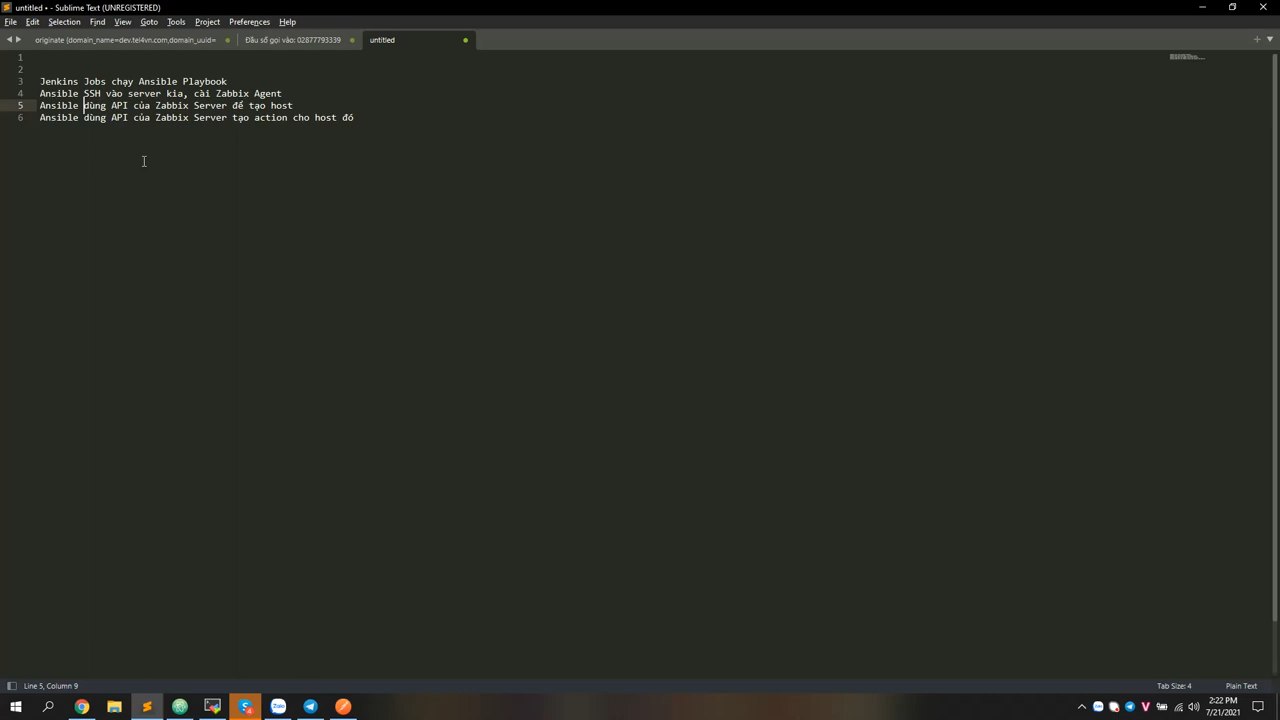 untitled • - Sublime Text (UNREGISTERED)
File Edit Selection Find View Goto Tools Project Preferences Help
originate {domain_name=dev.tel4vn.com,domain_uuid= Đầu số gọi vào: 02877793339 untitled
1
2
3 Jenkins Jobs chạy Ansible Playbook
4 Ansible SSH vào server kia, cài Zabbix Agent
5 Ansible dùng API của Zabbix Server để tạo host
6 Ansible dùng API của Zabbix Server tạo action cho host đó
Line 5, Column 9 Tab Size: 4 Plain Text
Zalo
2:22 PM
7/21/2021